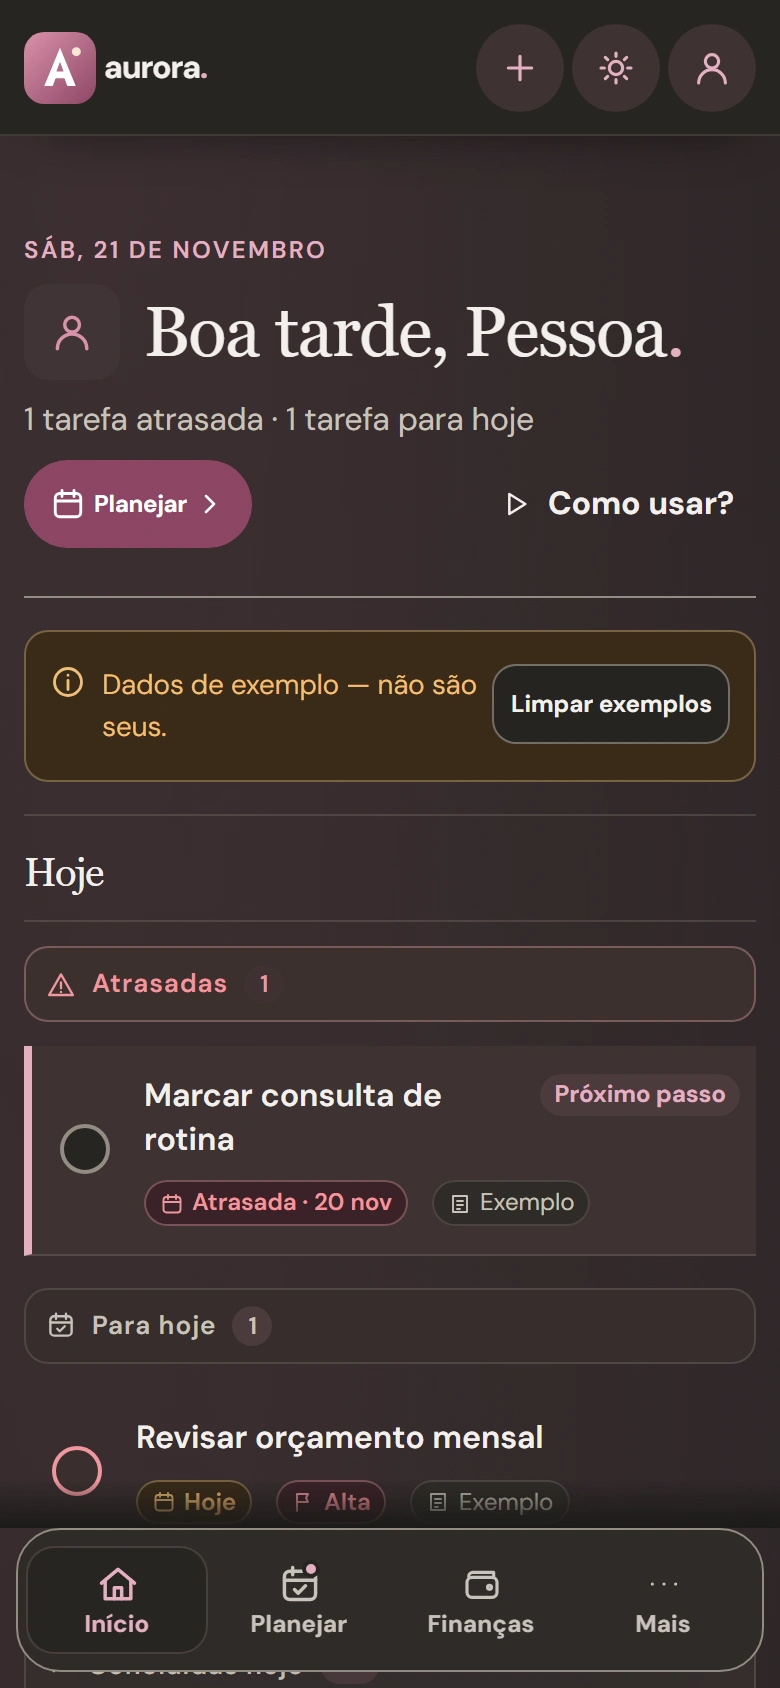 A
aurora.
SÁB, 21 DE NOVEMBRO
Boa tarde, Pessoa.
1 tarefa atrasada · 1 tarefa para hoje
Planejar
Como usar?
Dados de exemplo — não são
seus.
Limpar exemplos
Hoje
Atrasadas 1
Marcar consulta de
rotina
Próximo passo
Atrasada · 20 nov
Exemplo
Para hoje 1
Revisar orçamento mensal
Hoje
Alta
Exemplo
Início
Planejar
Finanças
Mais